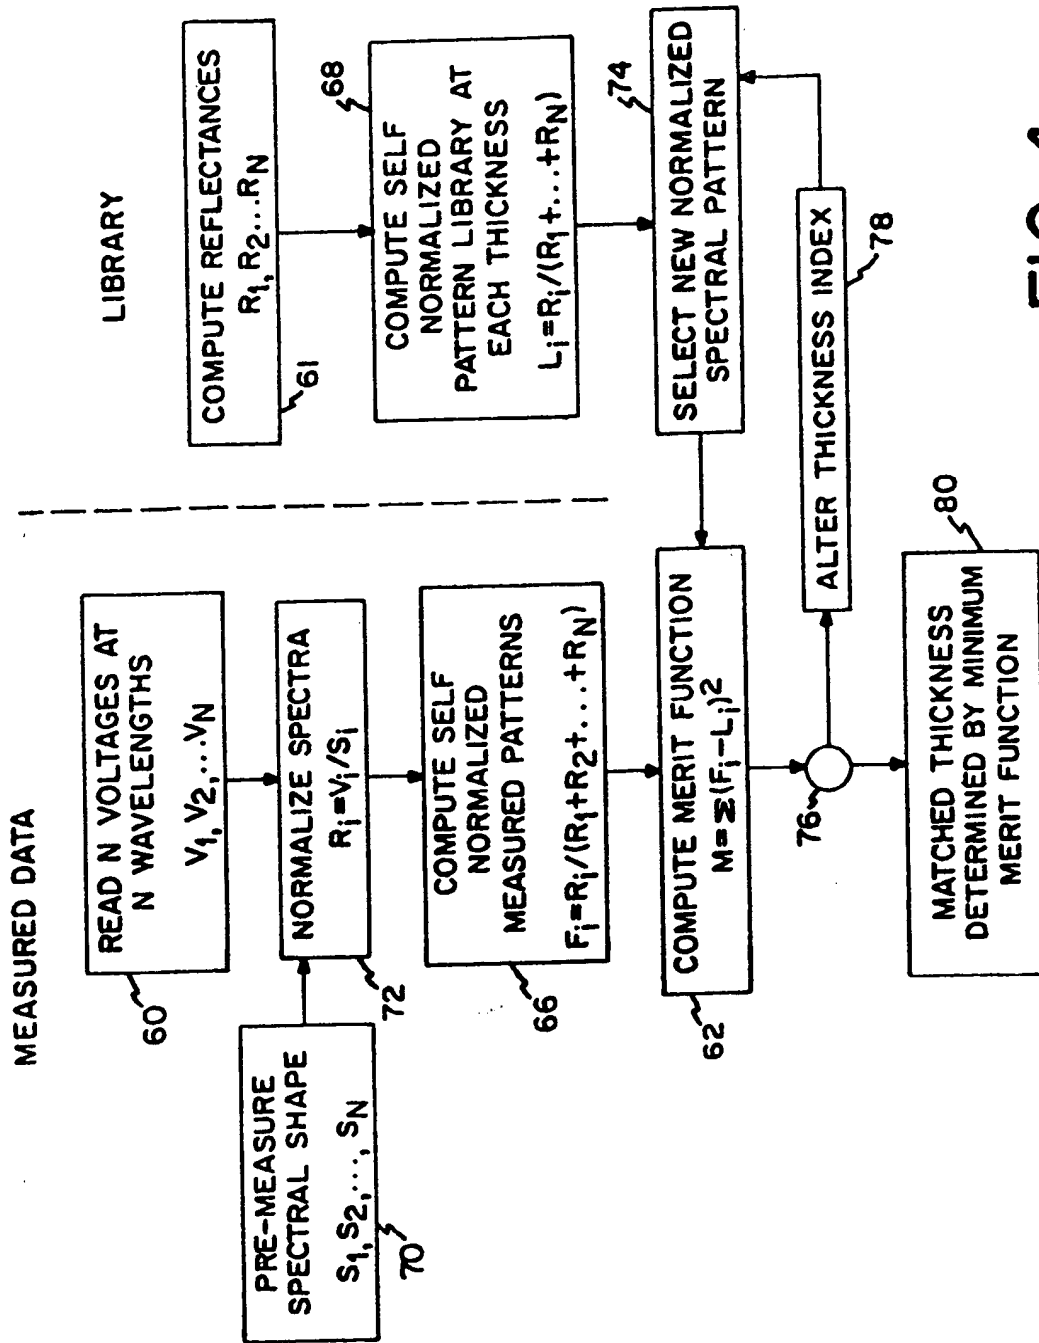 MEASURED DATA
READ N VOLTAGES AT
N WAVELENGTHS
V1, V2, ... VN
60
PRE-MEASURE
SPECTRAL SHAPE
S1, S2, ..., SN
70
NORMALIZE SPECTRA
Ri=Vi/Si
72
COMPUTE SELF
NORMALIZED
MEASURED PATTERNS
Fi=Ri/(R1+R2+...+RN)
66
COMPUTE MERIT FUNCTION
M=Σ(Fi-Li)2
62
76
MATCHED THICKNESS
DETERMINED BY MINIMUM
MERIT FUNCTION
80
LIBRARY
COMPUTE REFLECTANCES
R1, R2...RN
61
COMPUTE SELF
NORMALIZED
PATTERN LIBRARY AT
EACH THICKNESS
Li=Ri/(R1+...+RN)
68
SELECT NEW NORMALIZED
SPECTRAL PATTERN
74
ALTER THICKNESS INDEX
78